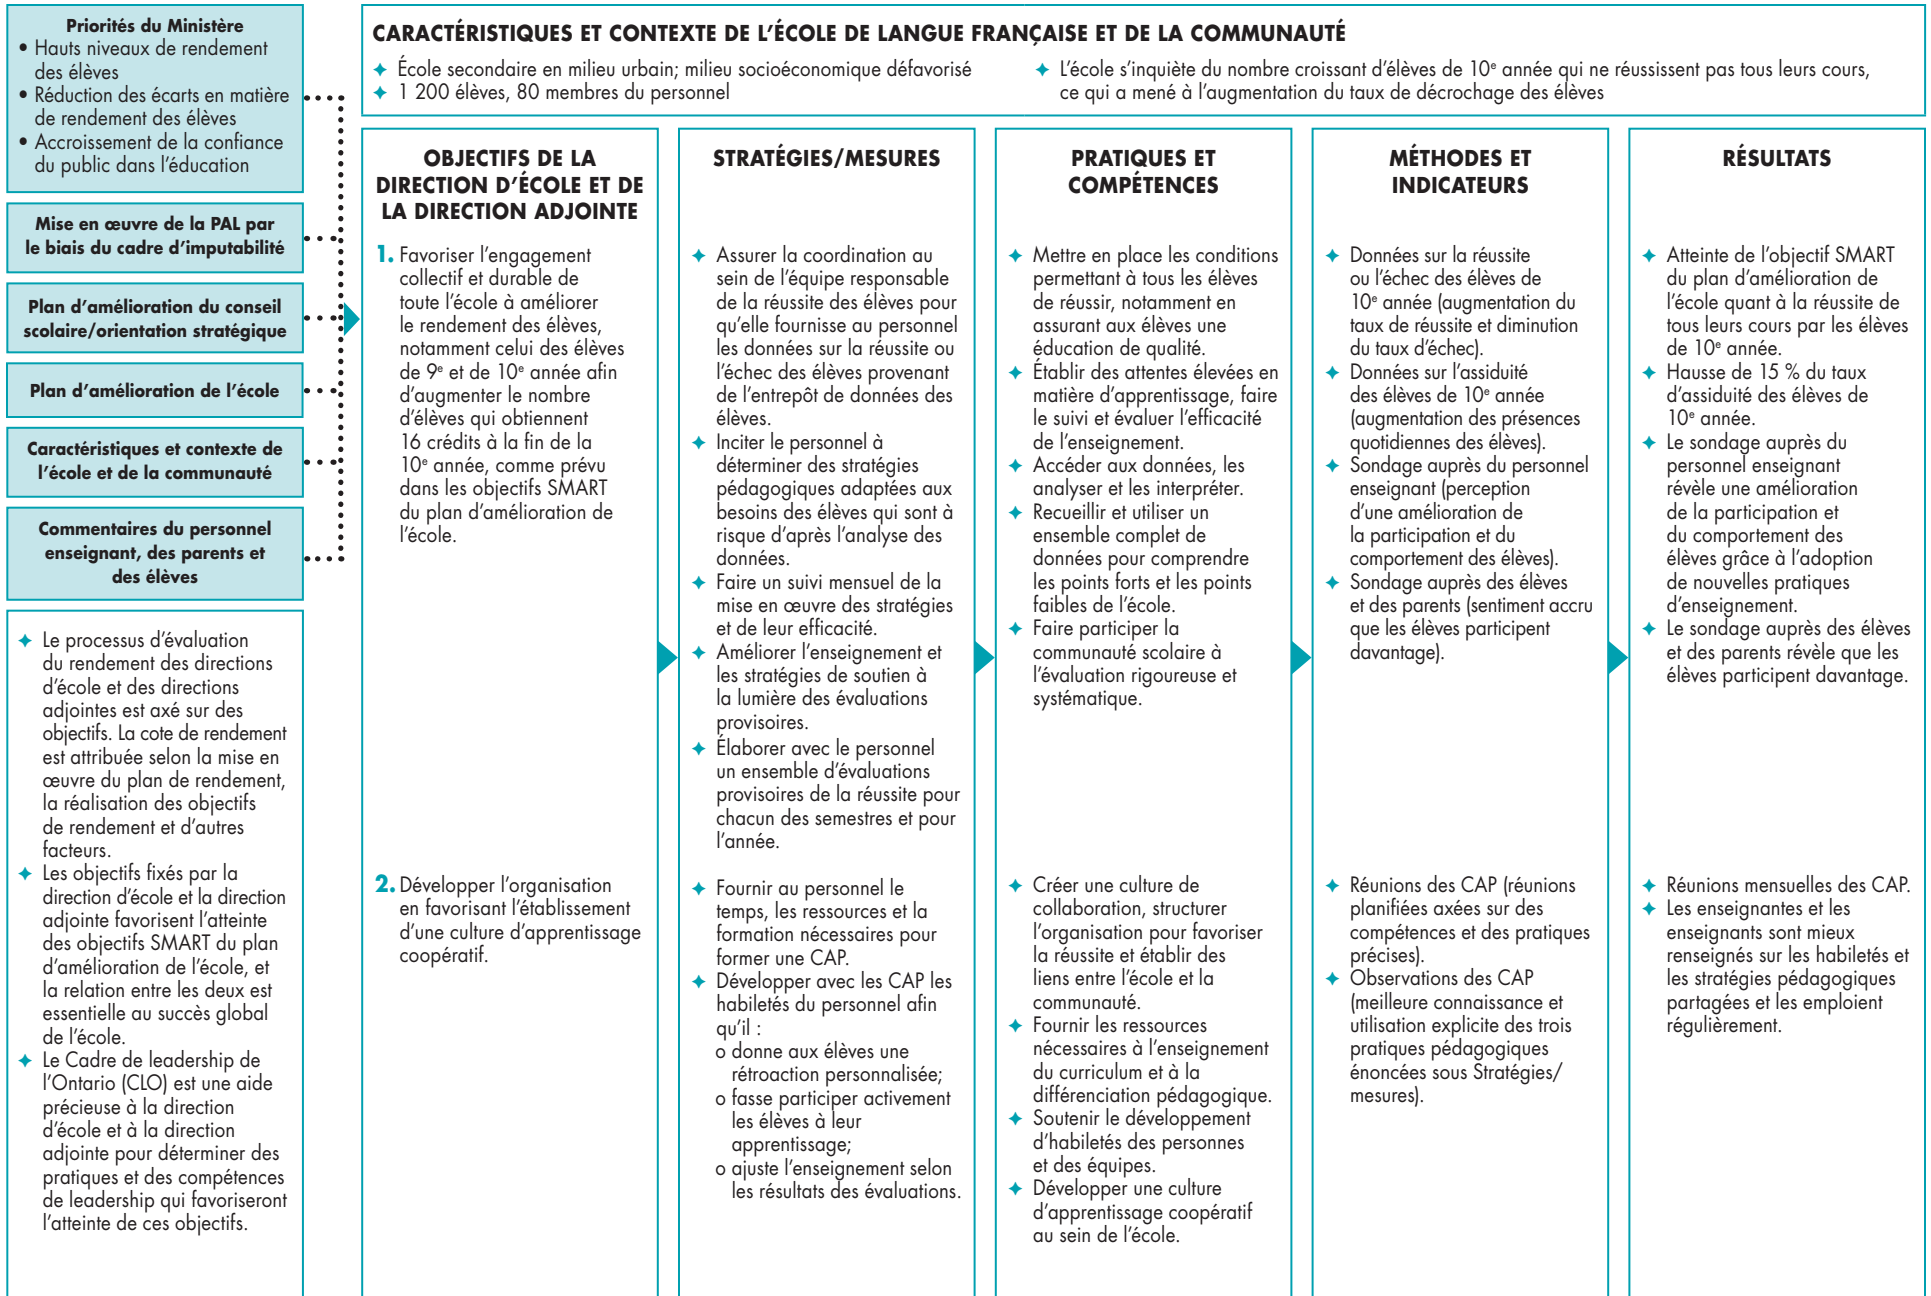 Priorités du Ministère
• Hauts niveaux de rendement
des élèves
• Réduction des écarts en matière
de rendement des élèves
• Accroissement de la confiance
du public dans l'éducation
Mise en œuvre de la PAL par
le biais du cadre d'imputabilité
Plan d'amélioration du conseil
scolaire/orientation stratégique
Plan d'amélioration de l'école
Caractéristiques et contexte de
l'école et de la communauté
Commentaires du personnel
enseignant, des parents et
des élèves
✦ Le processus d'évaluation
du rendement des directions
d'école et des directions
adjointes est axé sur des
objectifs. La cote de rendement
est attribuée selon la mise en
œuvre du plan de rendement,
la réalisation des objectifs
de rendement et d'autres
facteurs.
✦ Les objectifs fixés par la
direction d'école et la direction
adjointe favorisent l'atteinte
des objectifs SMART du plan
d'amélioration de l'école, et
la relation entre les deux est
essentielle au succès global
de l'école.
✦ Le Cadre de leadership de
l'Ontario (CLO) est une aide
précieuse à la direction
d'école et à la direction
adjointe pour déterminer des
pratiques et des compétences
de leadership qui favoriseront
l'atteinte de ces objectifs.
CARACTÉRISTIQUES ET CONTEXTE DE L'ÉCOLE DE LANGUE FRANÇAISE ET DE LA COMMUNAUTÉ
✦ École secondaire en milieu urbain; milieu socioéconomique défavorisé
✦ 1 200 élèves, 80 membres du personnel
✦ L'école s'inquiète du nombre croissant d'élèves de 10e année qui ne réussissent pas tous leurs cours,
ce qui a mené à l'augmentation du taux de décrochage des élèves
OBJECTIFS DE LA
DIRECTION D'ÉCOLE ET DE
LA DIRECTION ADJOINTE
1. Favoriser l'engagement
collectif et durable de
toute l'école à améliorer
le rendement des élèves,
notamment celui des élèves
de 9e et de 10e année afin
d'augmenter le nombre
d'élèves qui obtiennent
16 crédits à la fin de la
10e année, comme prévu
dans les objectifs SMART
du plan d'amélioration de
l'école.
2. Développer l'organisation
en favorisant l'établissement
d'une culture d'apprentissage
coopératif.
STRATÉGIES/MESURES
✦ Assurer la coordination au
sein de l'équipe responsable
de la réussite des élèves pour
qu'elle fournisse au personnel
les données sur la réussite ou
l'échec des élèves provenant
de l'entrepôt de données des
élèves.
✦ Inciter le personnel à
déterminer des stratégies
pédagogiques adaptées aux
besoins des élèves qui sont à
risque d'après l'analyse des
données.
✦ Faire un suivi mensuel de la
mise en œuvre des stratégies
et de leur efficacité.
✦ Améliorer l'enseignement et
les stratégies de soutien à
la lumière des évaluations
provisoires.
✦ Élaborer avec le personnel
un ensemble d'évaluations
provisoires de la réussite pour
chacun des semestres et pour
l'année.
✦ Fournir au personnel le
temps, les ressources et la
formation nécessaires pour
former une CAP.
✦ Développer avec les CAP les
habiletés du personnel afin
qu'il :
o donne aux élèves une
rétroaction personnalisée;
o fasse participer activement
les élèves à leur
apprentissage;
o ajuste l'enseignement selon
les résultats des évaluations.
PRATIQUES ET
COMPÉTENCES
✦ Mettre en place les conditions
permettant à tous les élèves
de réussir, notamment en
assurant aux élèves une
éducation de qualité.
✦ Établir des attentes élevées en
matière d'apprentissage, faire
le suivi et évaluer l'efficacité
de l'enseignement.
✦ Accéder aux données, les
analyser et les interpréter.
✦ Recueillir et utiliser un
ensemble complet de
données pour comprendre
les points forts et les points
faibles de l'école.
✦ Faire participer la
communauté scolaire à
l'évaluation rigoureuse et
systématique.
✦ Créer une culture de
collaboration, structurer
l'organisation pour favoriser
la réussite et établir des
liens entre l'école et la
communauté.
✦ Fournir les ressources
nécessaires à l'enseignement
du curriculum et à la
différenciation pédagogique.
✦ Soutenir le développement
d'habiletés des personnes
et des équipes.
✦ Développer une culture
d'apprentissage coopératif
au sein de l'école.
MÉTHODES ET
INDICATEURS
✦ Données sur la réussite
ou l'échec des élèves de
10e année (augmentation du
taux de réussite et diminution
du taux d'échec).
✦ Données sur l'assiduité
des élèves de 10e année
(augmentation des présences
quotidiennes des élèves).
✦ Sondage auprès du personnel
enseignant (perception
d'une amélioration de
la participation et du
comportement des élèves).
✦ Sondage auprès des élèves
et des parents (sentiment accru
que les élèves participent
davantage).
✦ Réunions des CAP (réunions
planifiées axées sur des
compétences et des pratiques
précises).
✦ Observations des CAP
(meilleure connaissance et
utilisation explicite des trois
pratiques pédagogiques
énoncées sous Stratégies/
mesures).
RÉSULTATS
✦ Atteinte de l'objectif SMART
du plan d'amélioration de
l'école quant à la réussite de
tous leurs cours par les élèves
de 10e année.
✦ Hausse de 15 % du taux
d'assiduité des élèves de
10e année.
✦ Le sondage auprès du
personnel enseignant
révèle une amélioration
de la participation et
du comportement des
élèves grâce à l'adoption
de nouvelles pratiques
d'enseignement.
✦ Le sondage auprès des élèves
et des parents révèle que les
élèves participent davantage.
✦ Réunions mensuelles des CAP.
✦ Les enseignantes et les
enseignants sont mieux
renseignés sur les habiletés et
les stratégies pédagogiques
partagées et les emploient
régulièrement.